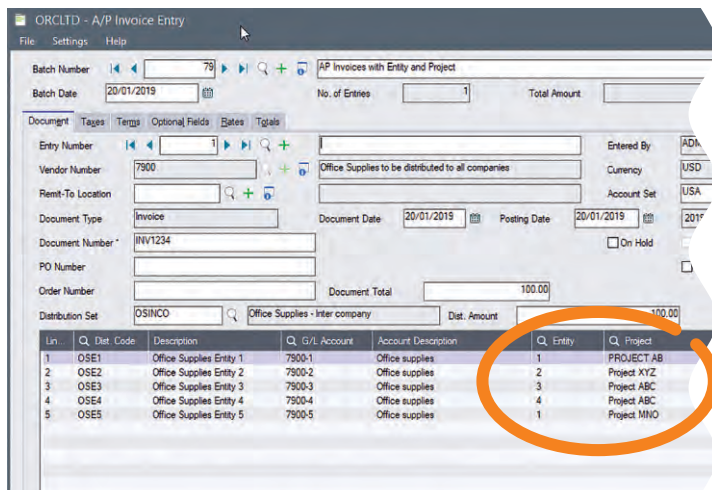 ORCLTD - A/P Invoice Entry
File Settings Help
Batch Number 79 AP Invoices with Entity and Project
Batch Date 20/01/2019 No. of Entries 1 Total Amount
Document Taxes Terms Optional Fields Rates Totals
Entry Number 1 Entered By
Vendor Number 7900 Office Supplies to be distributed to all companies Currency USD
Remit-To Location Account Set USA
Document Type Invoice Document Date 20/01/2019 Posting Date 20/01/2019
Document Number * INV1234 On Hold
PO Number
Order Number Document Total 100.00
Distribution Set OSINCO Office Supplies - Inter company Dist. Amount 100.00
Lin... Dist. Code Description G/L Account Account Description Entity Project
1 OSE1 Office Supplies Entity 1 7900-1 Office supplies 1 PROJECT AB
2 OSE2 Office Supplies Entity 2 7900-2 Office supplies 2 Project XYZ
3 OSE3 Office Supplies Entity 3 7900-3 Office supplies 3 Project ABC
4 OSE4 Office Supplies Entity 4 7900-4 Office supplies 4 Project ABC
5 OSE5 Office Supplies Entity 5 7900-5 Office supplies 1 Project MNO